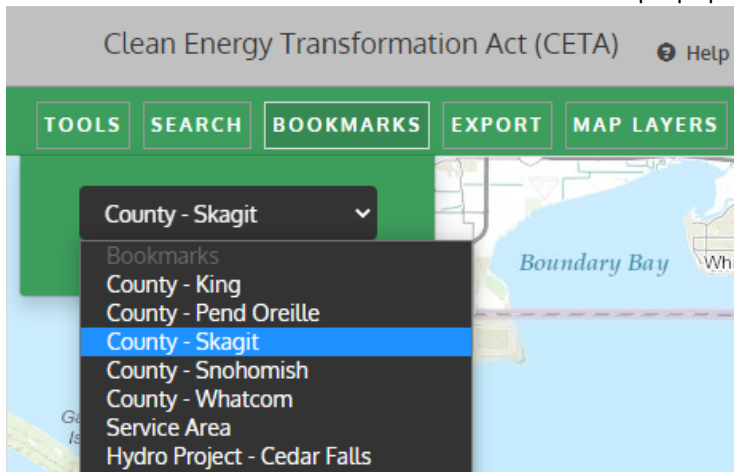 Clean Energy Transformation Act (CETA)
Help
TOOLS SEARCH BOOKMARKS EXPORT MAP LAYERS
County - Skagit
Bookmarks
County - King
County - Pend Oreille
County - Skagit
County - Snohomish
County - Whatcom
Service Area
Hydro Project - Cedar Falls
Boundary Bay